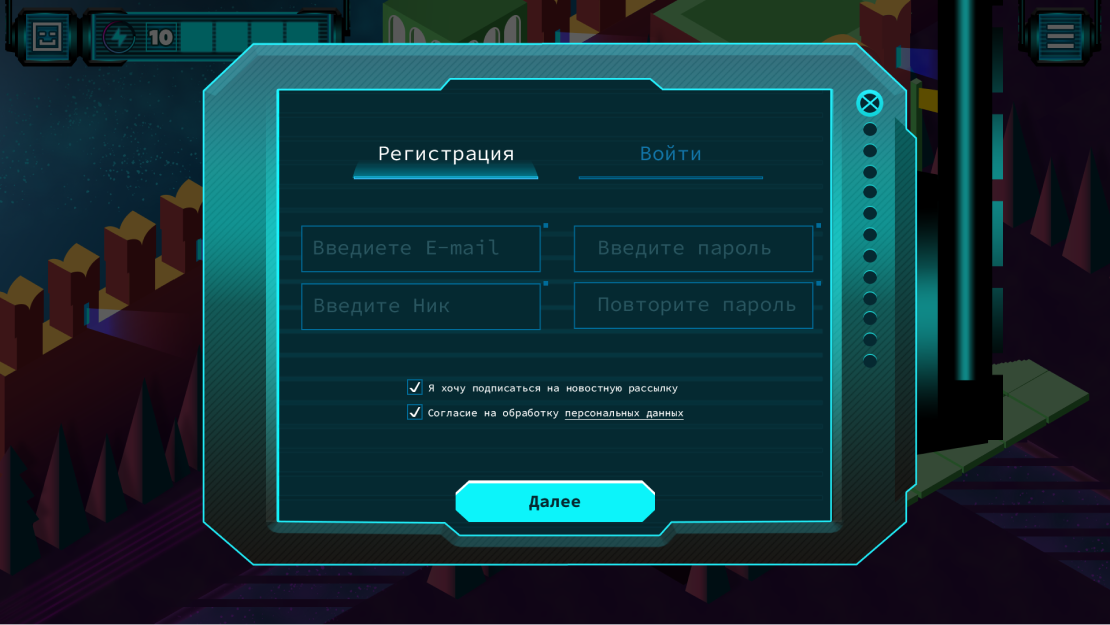 10
Регистрация
Войти
Введиете E-mail
Введите пароль
Введите Ник
Повторите пароль
Я хочу подписаться на новостную рассылку
Согласие на обработку персональных данных
Далее